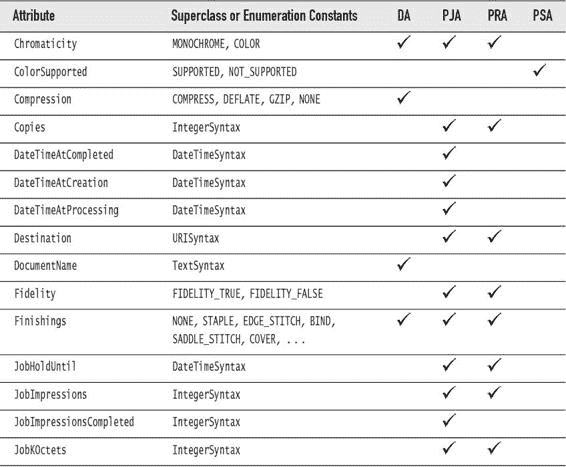 Attribute Superclass or Enumeration Constants DA PJA PRA PSA
Chromaticity MONOCHROME, COLOR ✓ ✓ ✓
ColorSupported SUPPORTED, NOT_SUPPORTED ✓
Compression COMPRESS, DEFLATE, GZIP, NONE ✓
Copies IntegerSyntax ✓ ✓
DateTimeAtCompleted DateTimeSyntax ✓
DateTimeAtCreation DateTimeSyntax ✓
DateTimeAtProcessing DateTimeSyntax ✓
Destination URISyntax ✓ ✓
DocumentName TextSyntax ✓
Fidelity FIDELITY_TRUE, FIDELITY_FALSE ✓ ✓
Finishings NONE, STAPLE, EDGE_STITCH, BIND, ✓ ✓ ✓
SADDLE_STITCH, COVER, ...
JobHoldUntil DateTimeSyntax ✓ ✓
JobImpressions IntegerSyntax ✓ ✓
JobImpressionsCompleted IntegerSyntax ✓
JobKOctets IntegerSyntax ✓ ✓